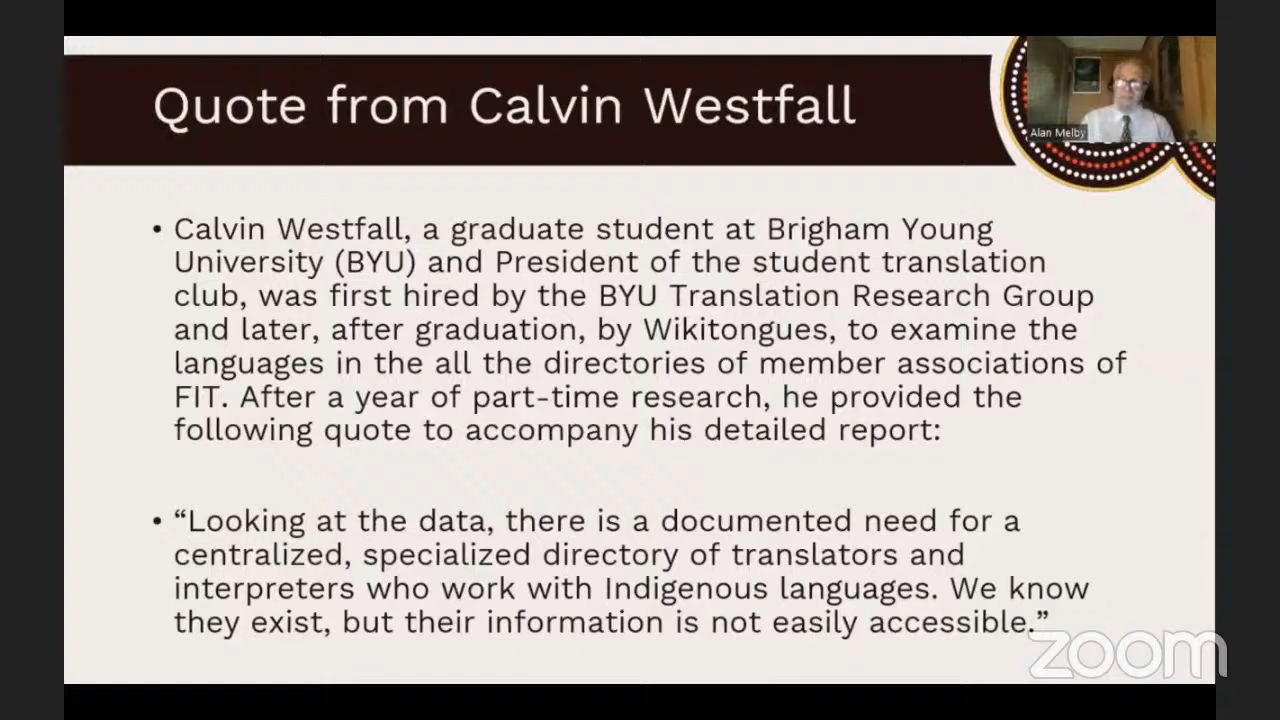 Quote from Calvin Westfall
Alan Melby
• Calvin Westfall, a graduate student at Brigham Young
University (BYU) and President of the student translation
club, was first hired by the BYU Translation Research Group
and later, after graduation, by Wikitongues, to examine the
languages in the all the directories of member associations of
FIT. After a year of part-time research, he provided the
following quote to accompany his detailed report:
• “Looking at the data, there is a documented need for a
centralized, specialized directory of translators and
interpreters who work with Indigenous languages. We know
they exist, but their information is not easily accessible.”
zoom